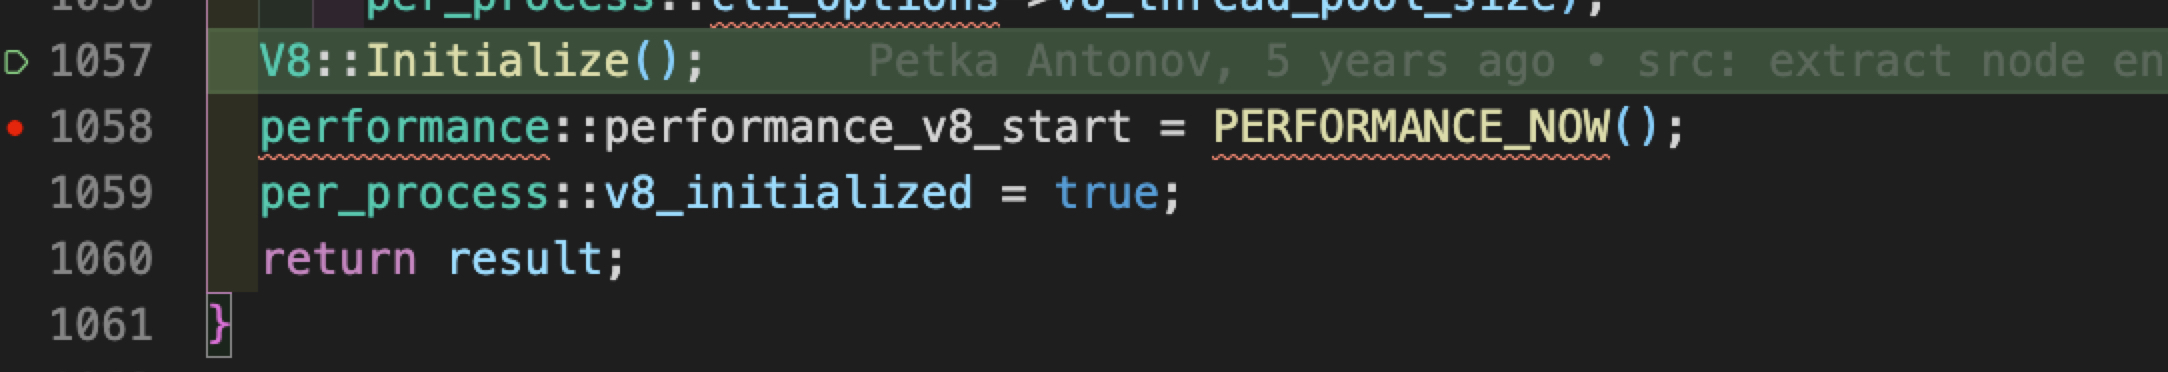 1056 per_process::cli_options->v8_thread_pool_size);
1057 V8::Initialize(); Petka Antonov, 5 years ago • src: extract node en
1058 performance::performance_v8_start = PERFORMANCE_NOW();
1059 per_process::v8_initialized = true;
1060 return result;
1061 }